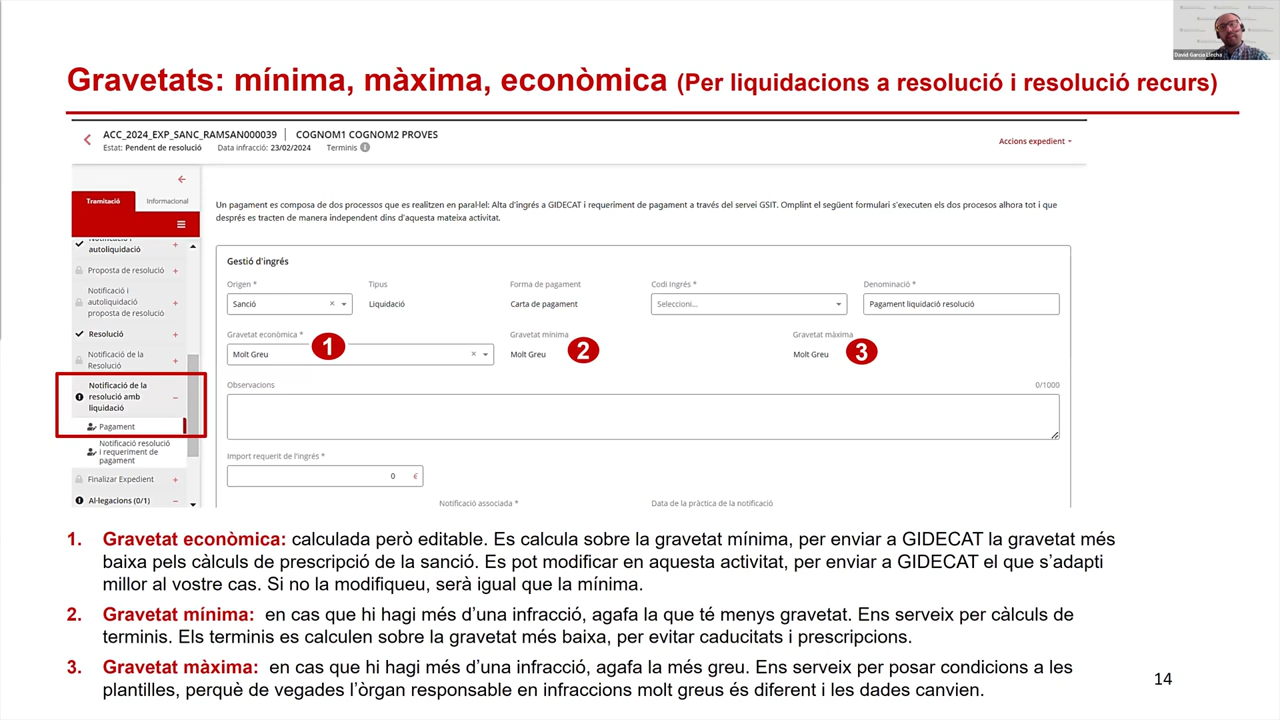 David Garcia Llecha
Gravetats: mínima, màxima, econòmica (Per liquidacions a resolució i resolució recurs)
ACC_2024_EXP_SANC_RAMSAN000039 | COGNOM1 COGNOM2 PROVES
Estat: Pendent de resolució Data infracció: 23/02/2024 Terminis
Accions expedient
Tramitació Informacional
Notificació i
autoliquidació
Proposta de resolució
Notificació i
autoliquidació
proposta de resolució
Resolució
Notificació de la
Resolució
Notificació de la
resolució amb
liquidació
Pagament
Notificació resolució
i requeriment de
pagament
Finalizar Expedient
Al·legacions (0/1)
Un pagament es composa de dos processos que es realitzen en paral·lel: Alta d'ingrés a GIDECAT i requeriment de pagament a través del servei GSIT. Omplint el següent formulari s'executen els dos procesos alhora tot i que
després es tracten de manera independent dins d'aquesta mateixa activitat.
Gestió d'ingrés
Origen * Tipus Forma de pagament Codi Ingrés * Denominació *
Sanció Liquidació Carta de pagament Seleccioni... Pagament liquidació resolució
Gravetat econòmica * Gravetat mínima Gravetat màxima
Molt Greu 1 Molt Greu 2 Molt Greu 3
Observacions 0/1000
Import requerit de l'ingrés *
0 €
Notificació associada * Data de la pràctica de la notificació
1. Gravetat econòmica: calculada però editable. Es calcula sobre la gravetat mínima, per enviar a GIDECAT la gravetat més
baixa pels càlculs de prescripció de la sanció. Es pot modificar en aquesta activitat, per enviar a GIDECAT el que s'adapti
millor al vostre cas. Si no la modifiqueu, serà igual que la mínima.
2. Gravetat mínima: en cas que hi hagi més d'una infracció, agafa la que té menys gravetat. Ens serveix per càlculs de
terminis. Els terminis es calculen sobre la gravetat més baixa, per evitar caducitats i prescripcions.
3. Gravetat màxima: en cas que hi hagi més d'una infracció, agafa la més greu. Ens serveix per posar condicions a les
plantilles, perquè de vegades l'òrgan responsable en infraccions molt greus és diferent i les dades canvien.
14